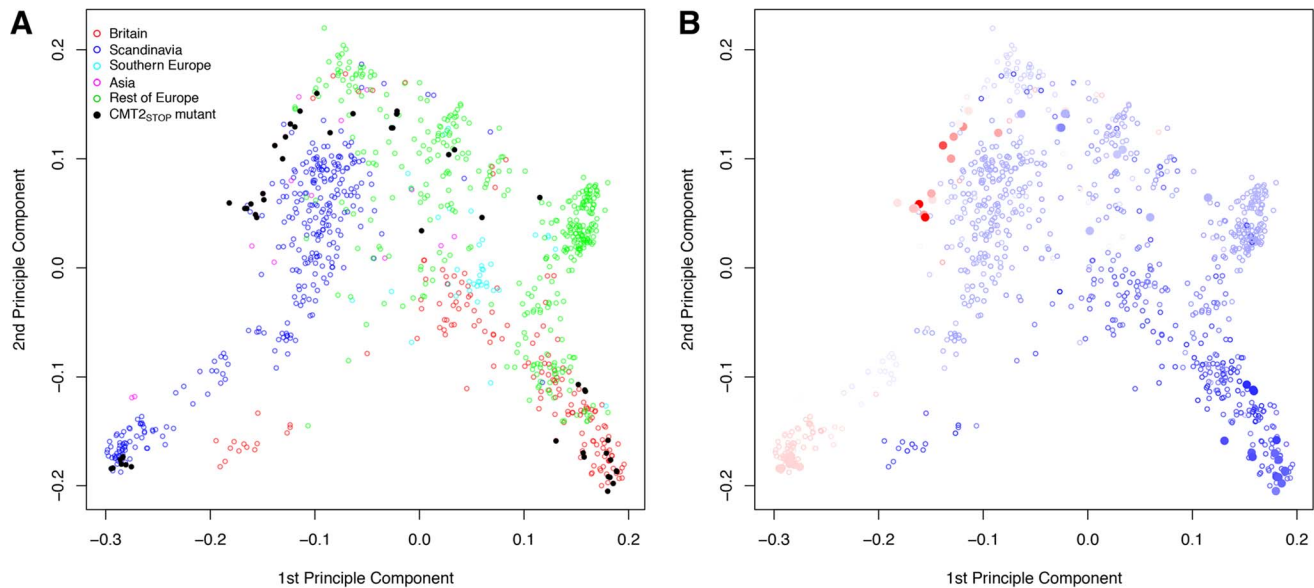 A
Britain
Scandinavia
Southern Europe
Asia
Rest of Europe
CMT2STOP mutant
2nd Principle Component
0.2
0.1
0.0
−0.1
−0.2
−0.3 −0.2 −0.1 0.0 0.1 0.2
1st Principle Component
B
2nd Principle Component
0.2
0.1
0.0
−0.1
−0.2
−0.3 −0.2 −0.1 0.0 0.1 0.2
1st Principle Component